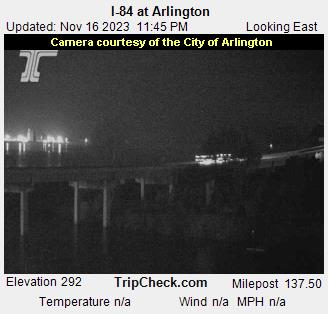 I-84 at Arlington
Updated: Nov 16 2023 11:45 PM Looking East
Camera courtesy of the City of Arlington
Elevation 292 TripCheck.com Milepost 137.50
Temperature n/a Wind n/a MPH n/a